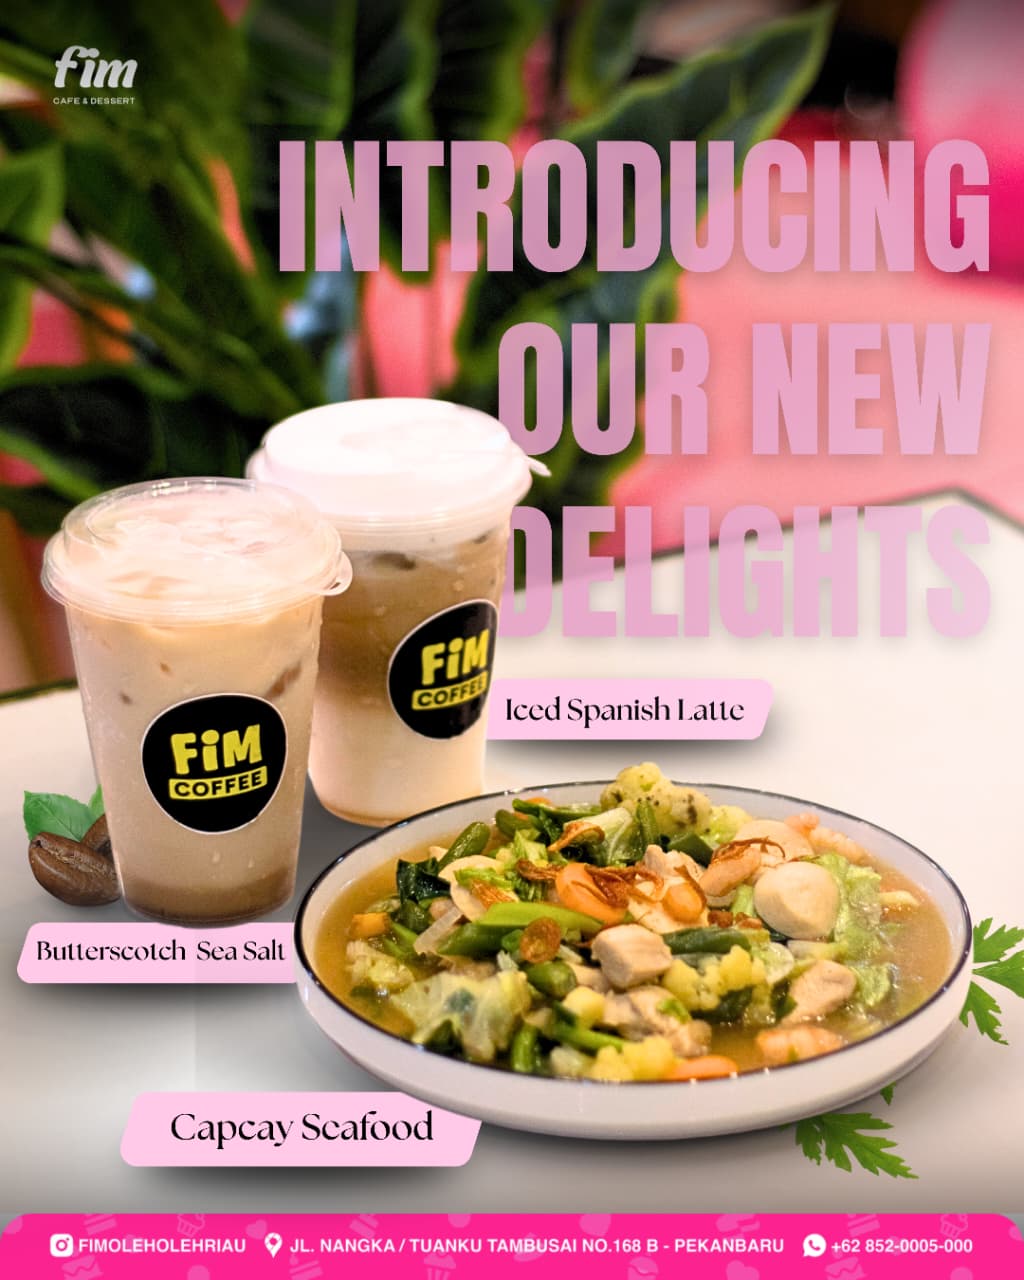 fim
CAFE & DESSERT
INTRODUCING
OUR NEW
DELIGHTS
FiM
COFFEE
FiM
COFFEE
Iced Spanish Latte
Butterscotch Sea Salt
Capcay Seafood
FIMOLEHOLEHRIAU
JL. NANGKA / TUANKU TAMBUSAI NO.168 B - PEKANBARU
+62 852-0005-000